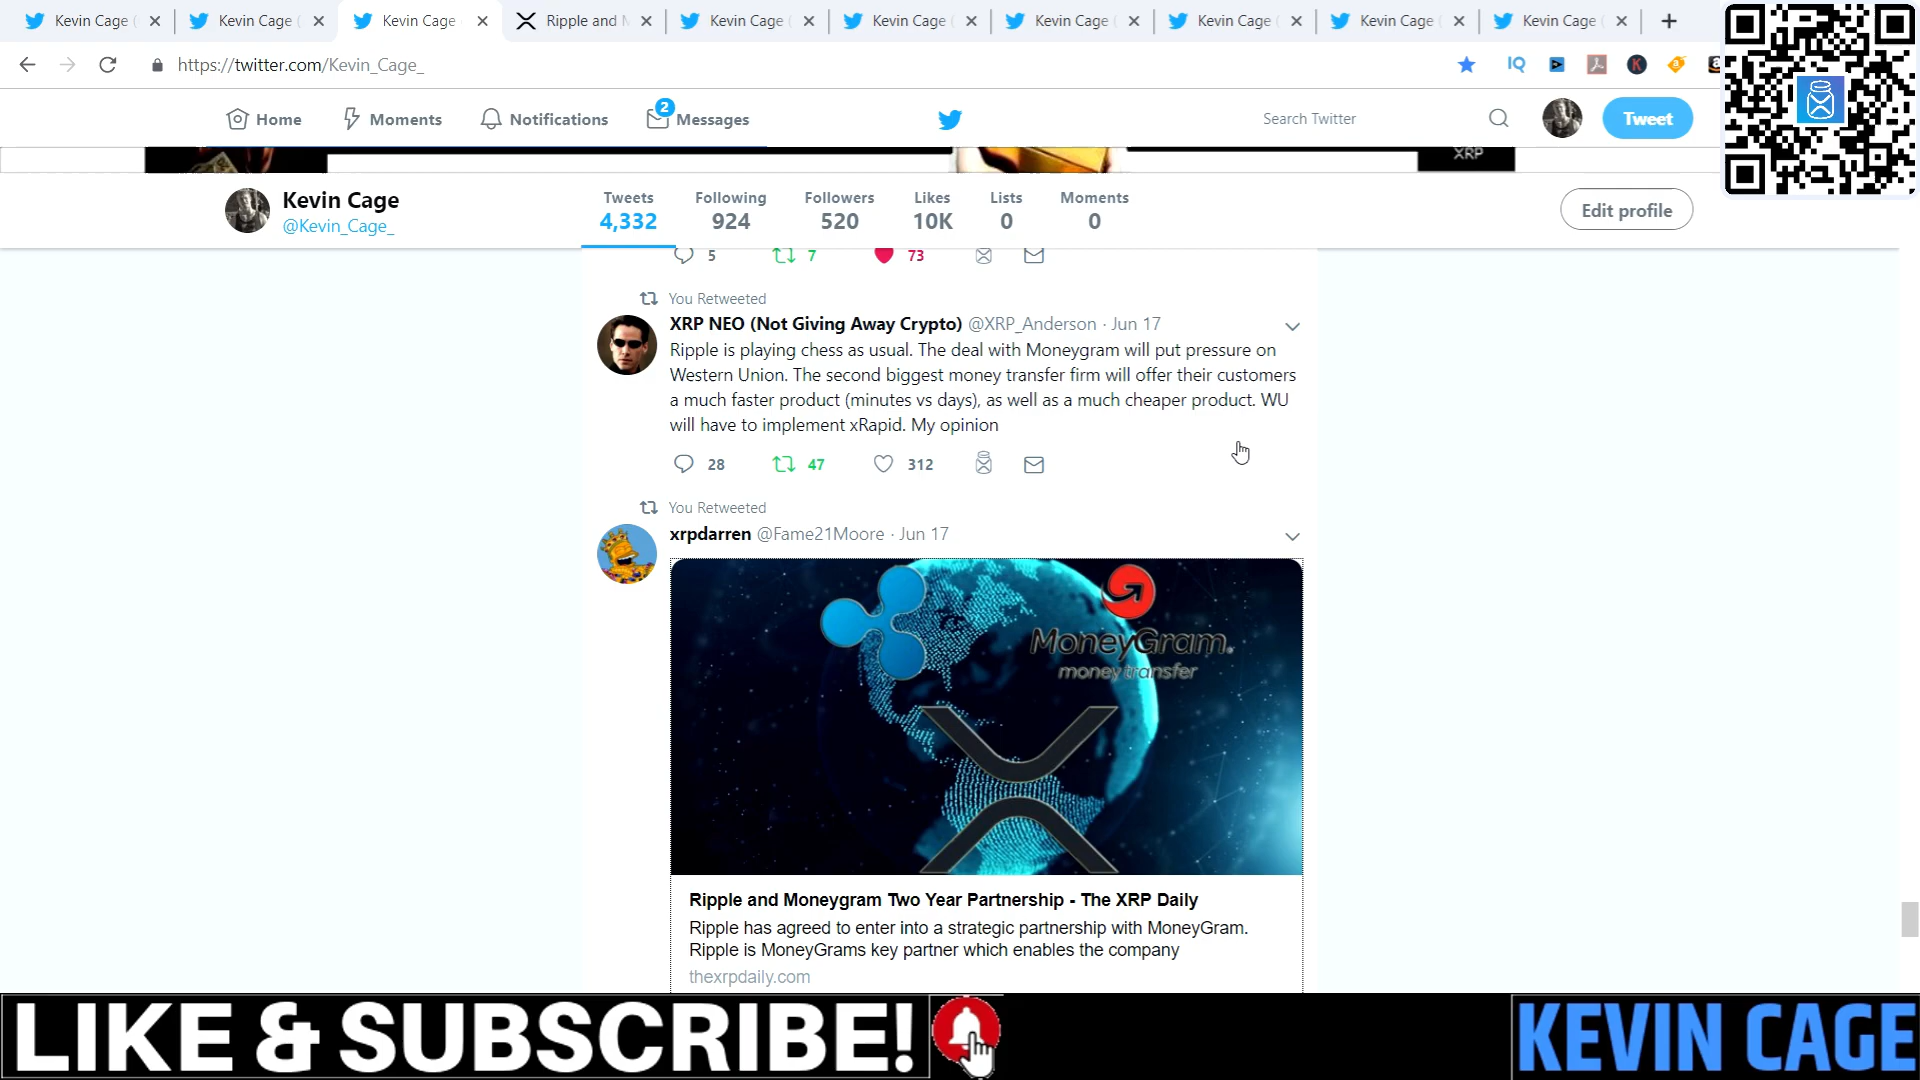 Kevin Cage
Kevin Cage
Kevin Cage
Ripple and
Kevin Cage
Kevin Cage
Kevin Cage
Kevin Cage
Kevin Cage
Kevin Cage
https://twitter.com/Kevin_Cage_
IQ
Home
Moments
Notifications
2
Messages
Search Twitter
Tweet
XRP
Kevin Cage
@Kevin_Cage_
Tweets
4,332
Following
924
Followers
520
Likes
10K
Lists
0
Moments
0
Edit profile
5 7 73
You Retweeted
XRP NEO (Not Giving Away Crypto) @XRP_Anderson · Jun 17
Ripple is playing chess as usual. The deal with Moneygram will put pressure on
Western Union. The second biggest money transfer firm will offer their customers
a much faster product (minutes vs days), as well as a much cheaper product. WU
will have to implement xRapid. My opinion
28 47 312
You Retweeted
xrpdarren @Fame21Moore · Jun 17
MoneyGram.
money transfer
Ripple and Moneygram Two Year Partnership - The XRP Daily
Ripple has agreed to enter into a strategic partnership with MoneyGram.
Ripple is MoneyGrams key partner which enables the company
thexrpdaily.com
LIKE & SUBSCRIBE!
KEVIN CAGE